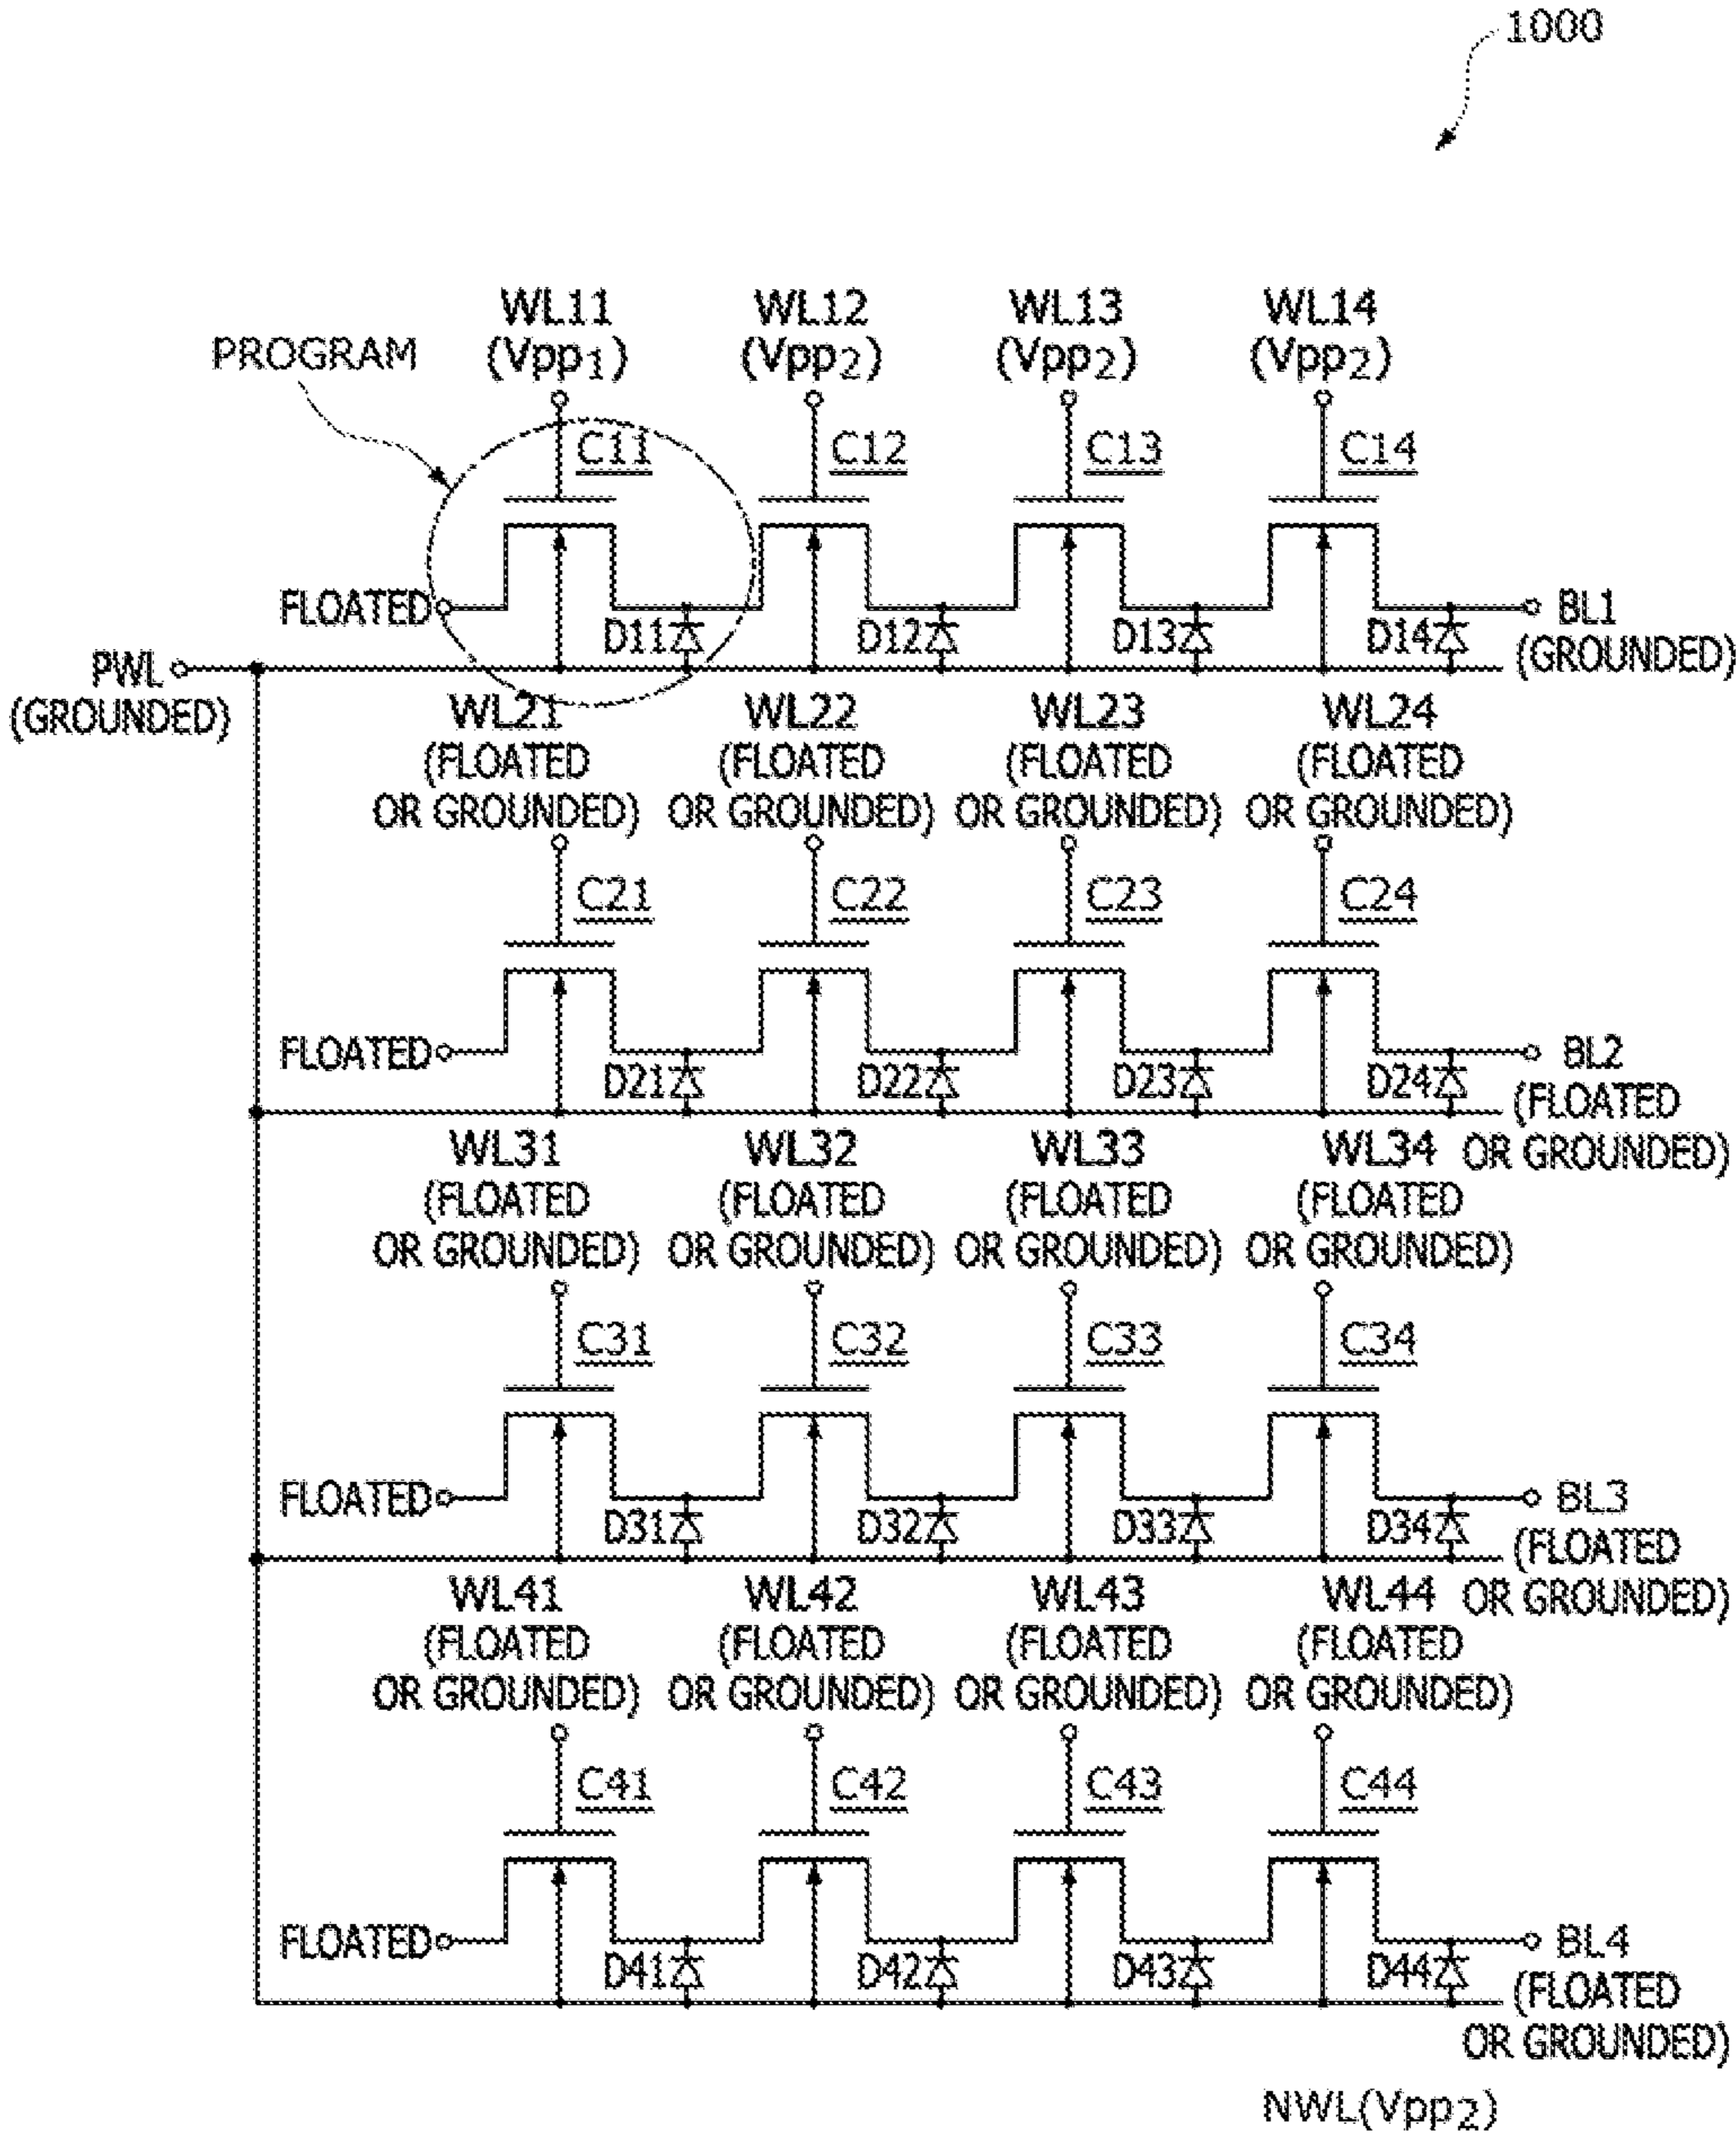 1000
WL11 WL12 WL13 WL14
PROGRAM (Vpp1) (Vpp2) (Vpp2) (Vpp2)
C11 C12 C13 C14
FLOATED BL1
D11 D12 D13 D14 (GROUNDED)
PWL
(GROUNDED)
WL21 WL22 WL23 WL24
(FLOATED (FLOATED (FLOATED (FLOATED
OR GROUNDED) OR GROUNDED) OR GROUNDED) OR GROUNDED)
C21 C22 C23 C24
FLOATED BL2
D21 D22 D23 D24 (FLOATED
OR GROUNDED)
WL31 WL32 WL33 WL34
(FLOATED (FLOATED (FLOATED (FLOATED
OR GROUNDED) OR GROUNDED) OR GROUNDED) OR GROUNDED)
C31 C32 C33 C34
FLOATED BL3
D31 D32 D33 D34 (FLOATED
OR GROUNDED)
WL41 WL42 WL43 WL44
(FLOATED (FLOATED (FLOATED (FLOATED
OR GROUNDED) OR GROUNDED) OR GROUNDED) OR GROUNDED)
C41 C42 C43 C44
FLOATED BL4
D41 D42 D43 D44 (FLOATED
OR GROUNDED)
NWL(Vpp2)